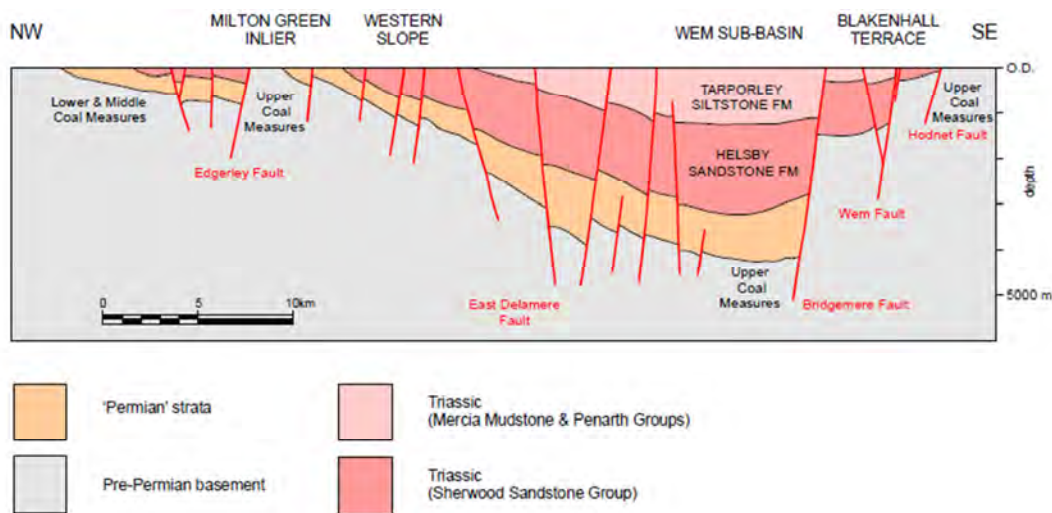 NW
MILTON GREEN
INLIER
WESTERN
SLOPE
WEM SUB-BASIN
BLAKENHALL
TERRACE
SE
O.D.
Lower & Middle
Coal Measures
Upper
Coal
Measures
TARPORLEY
SILTSTONE FM
Upper
Coal
Measures
Hodnet Fault
Edgerley Fault
HELSBY
SANDSTONE FM
depth
Wem Fault
0
5
10km
East Delamere
Fault
Upper
Coal
Measures
Bridgemere Fault
5000 m
'Permian' strata
Triassic
(Mercia Mudstone & Penarth Groups)
Pre-Permian basement
Triassic
(Sherwood Sandstone Group)